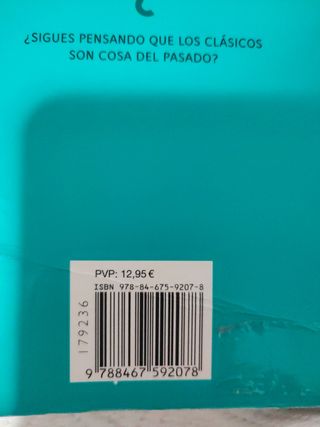 ¿SIGUES PENSANDO QUE LOS CLÁSICOS
SON COSA DEL PASADO?
PVP: 12,95 €
ISBN 978-84-675-9207-8
179236
9 788467 592078